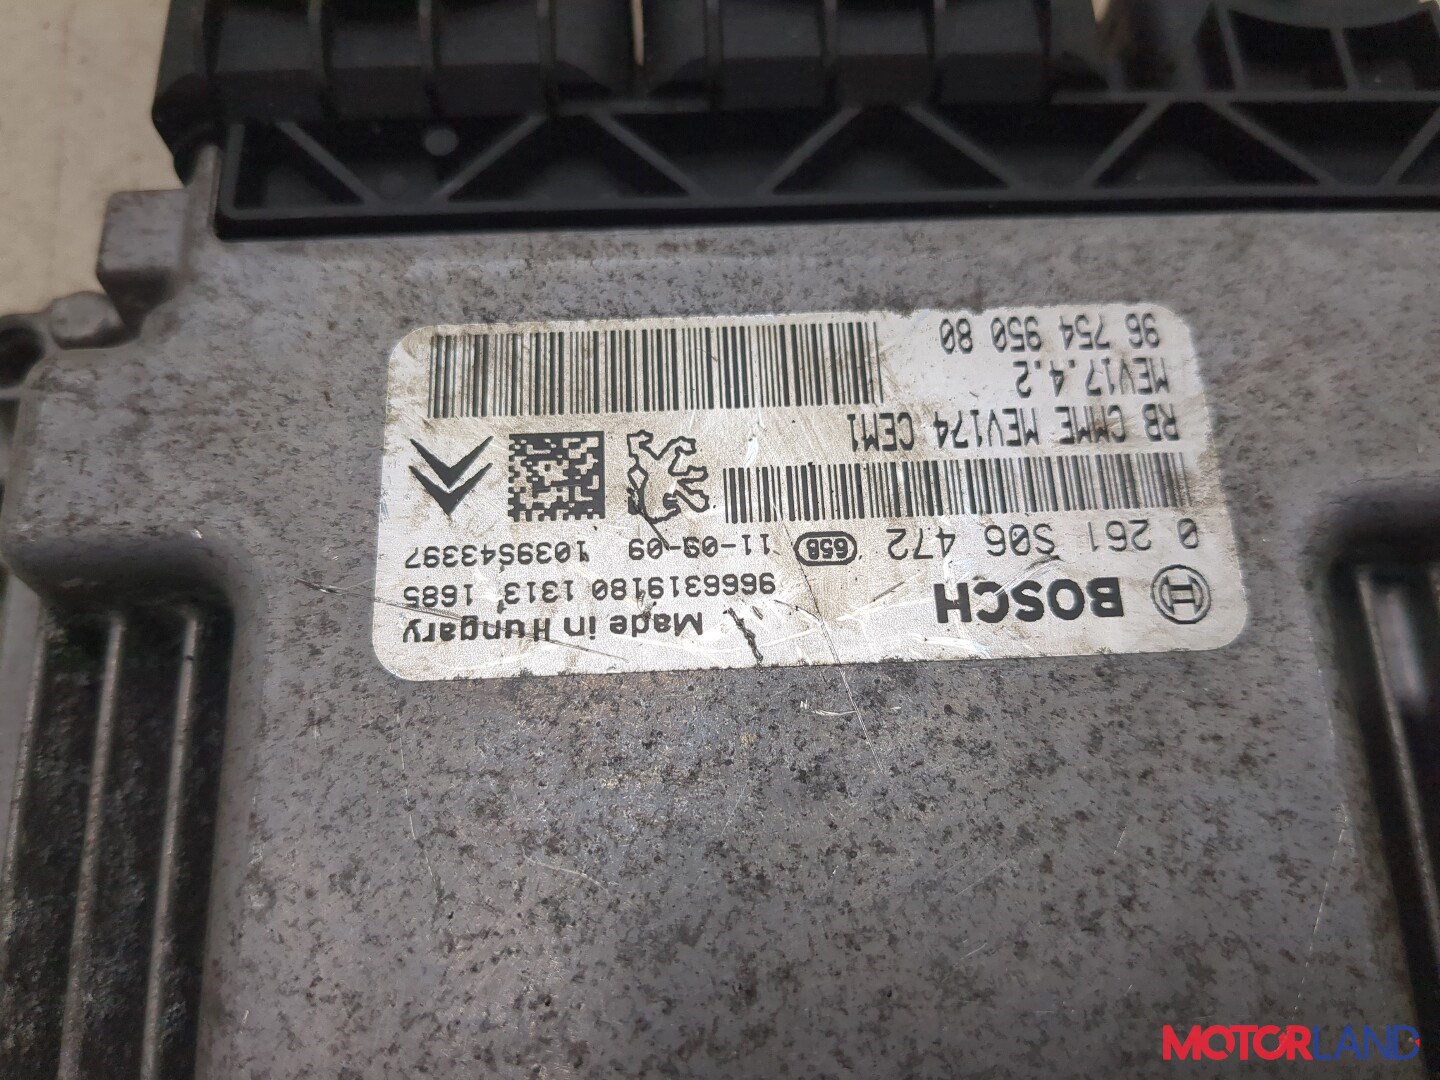 BOSCH
Made in Hungary
9666319180 1313 1685
0 261 S06 472 658 11-09-09 1039S43397
RB CMME MEV174 CEM1
MEV17.4.2
96 754 950 80
MOTORLAND